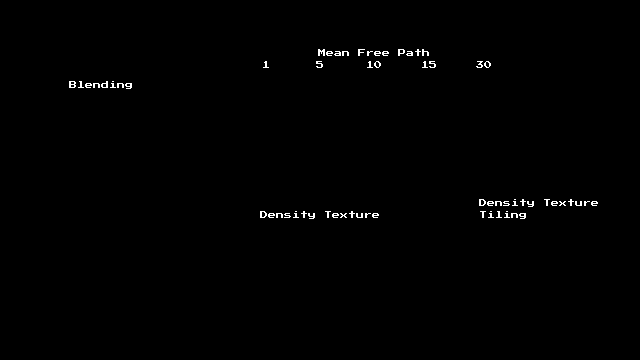 Mean Free Path
1 5 10 15 30
Blending
Density Texture
Density Texture
Tiling